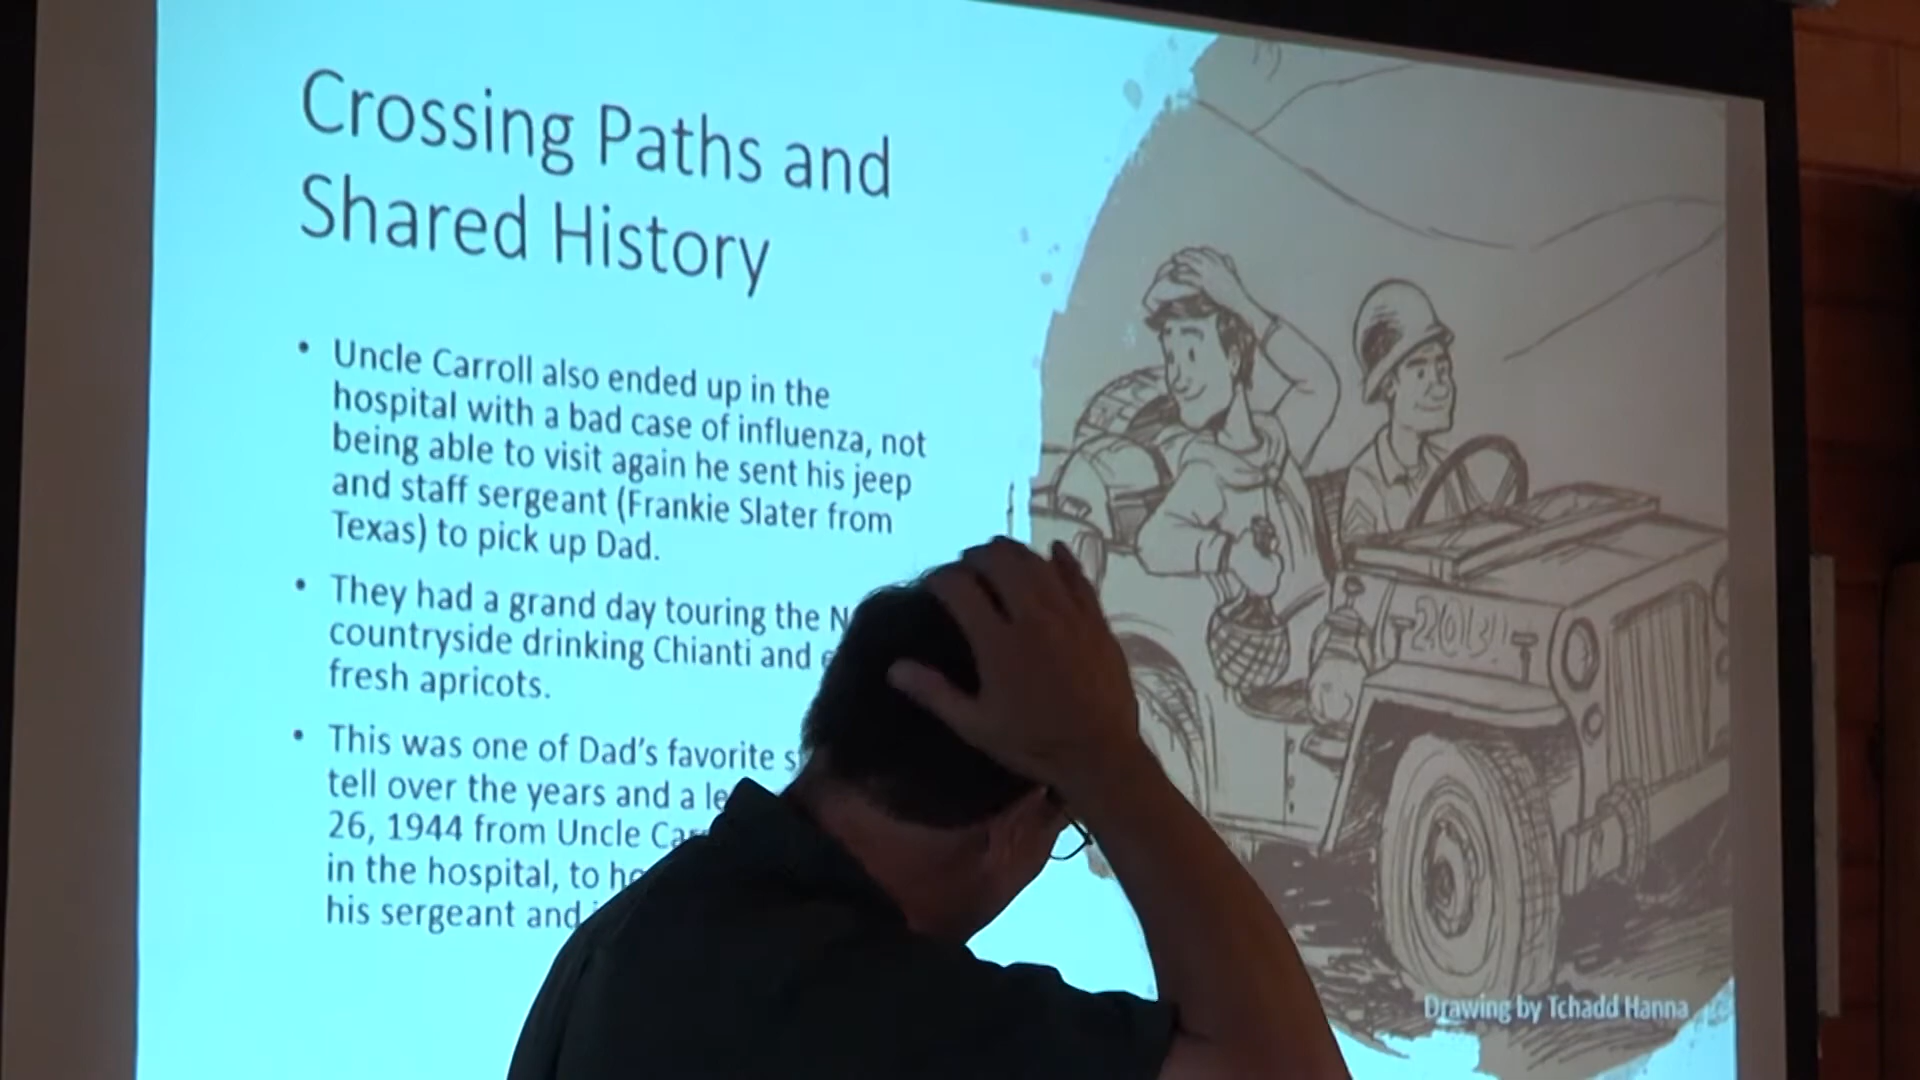 Crossing Paths and
Shared History
• Uncle Carroll also ended up in the
hospital with a bad case of influenza, not
being able to visit again he sent his jeep
and staff sergeant (Frankie Slater from
Texas) to pick up Dad.
• They had a grand day touring the
countryside drinking Chianti and
fresh apricots.
• This was one of Dad's favorite
tell over the years and a
26, 1944 from Uncle
in the hospital, to
his sergeant and
Drawing by Tchadd Hanna